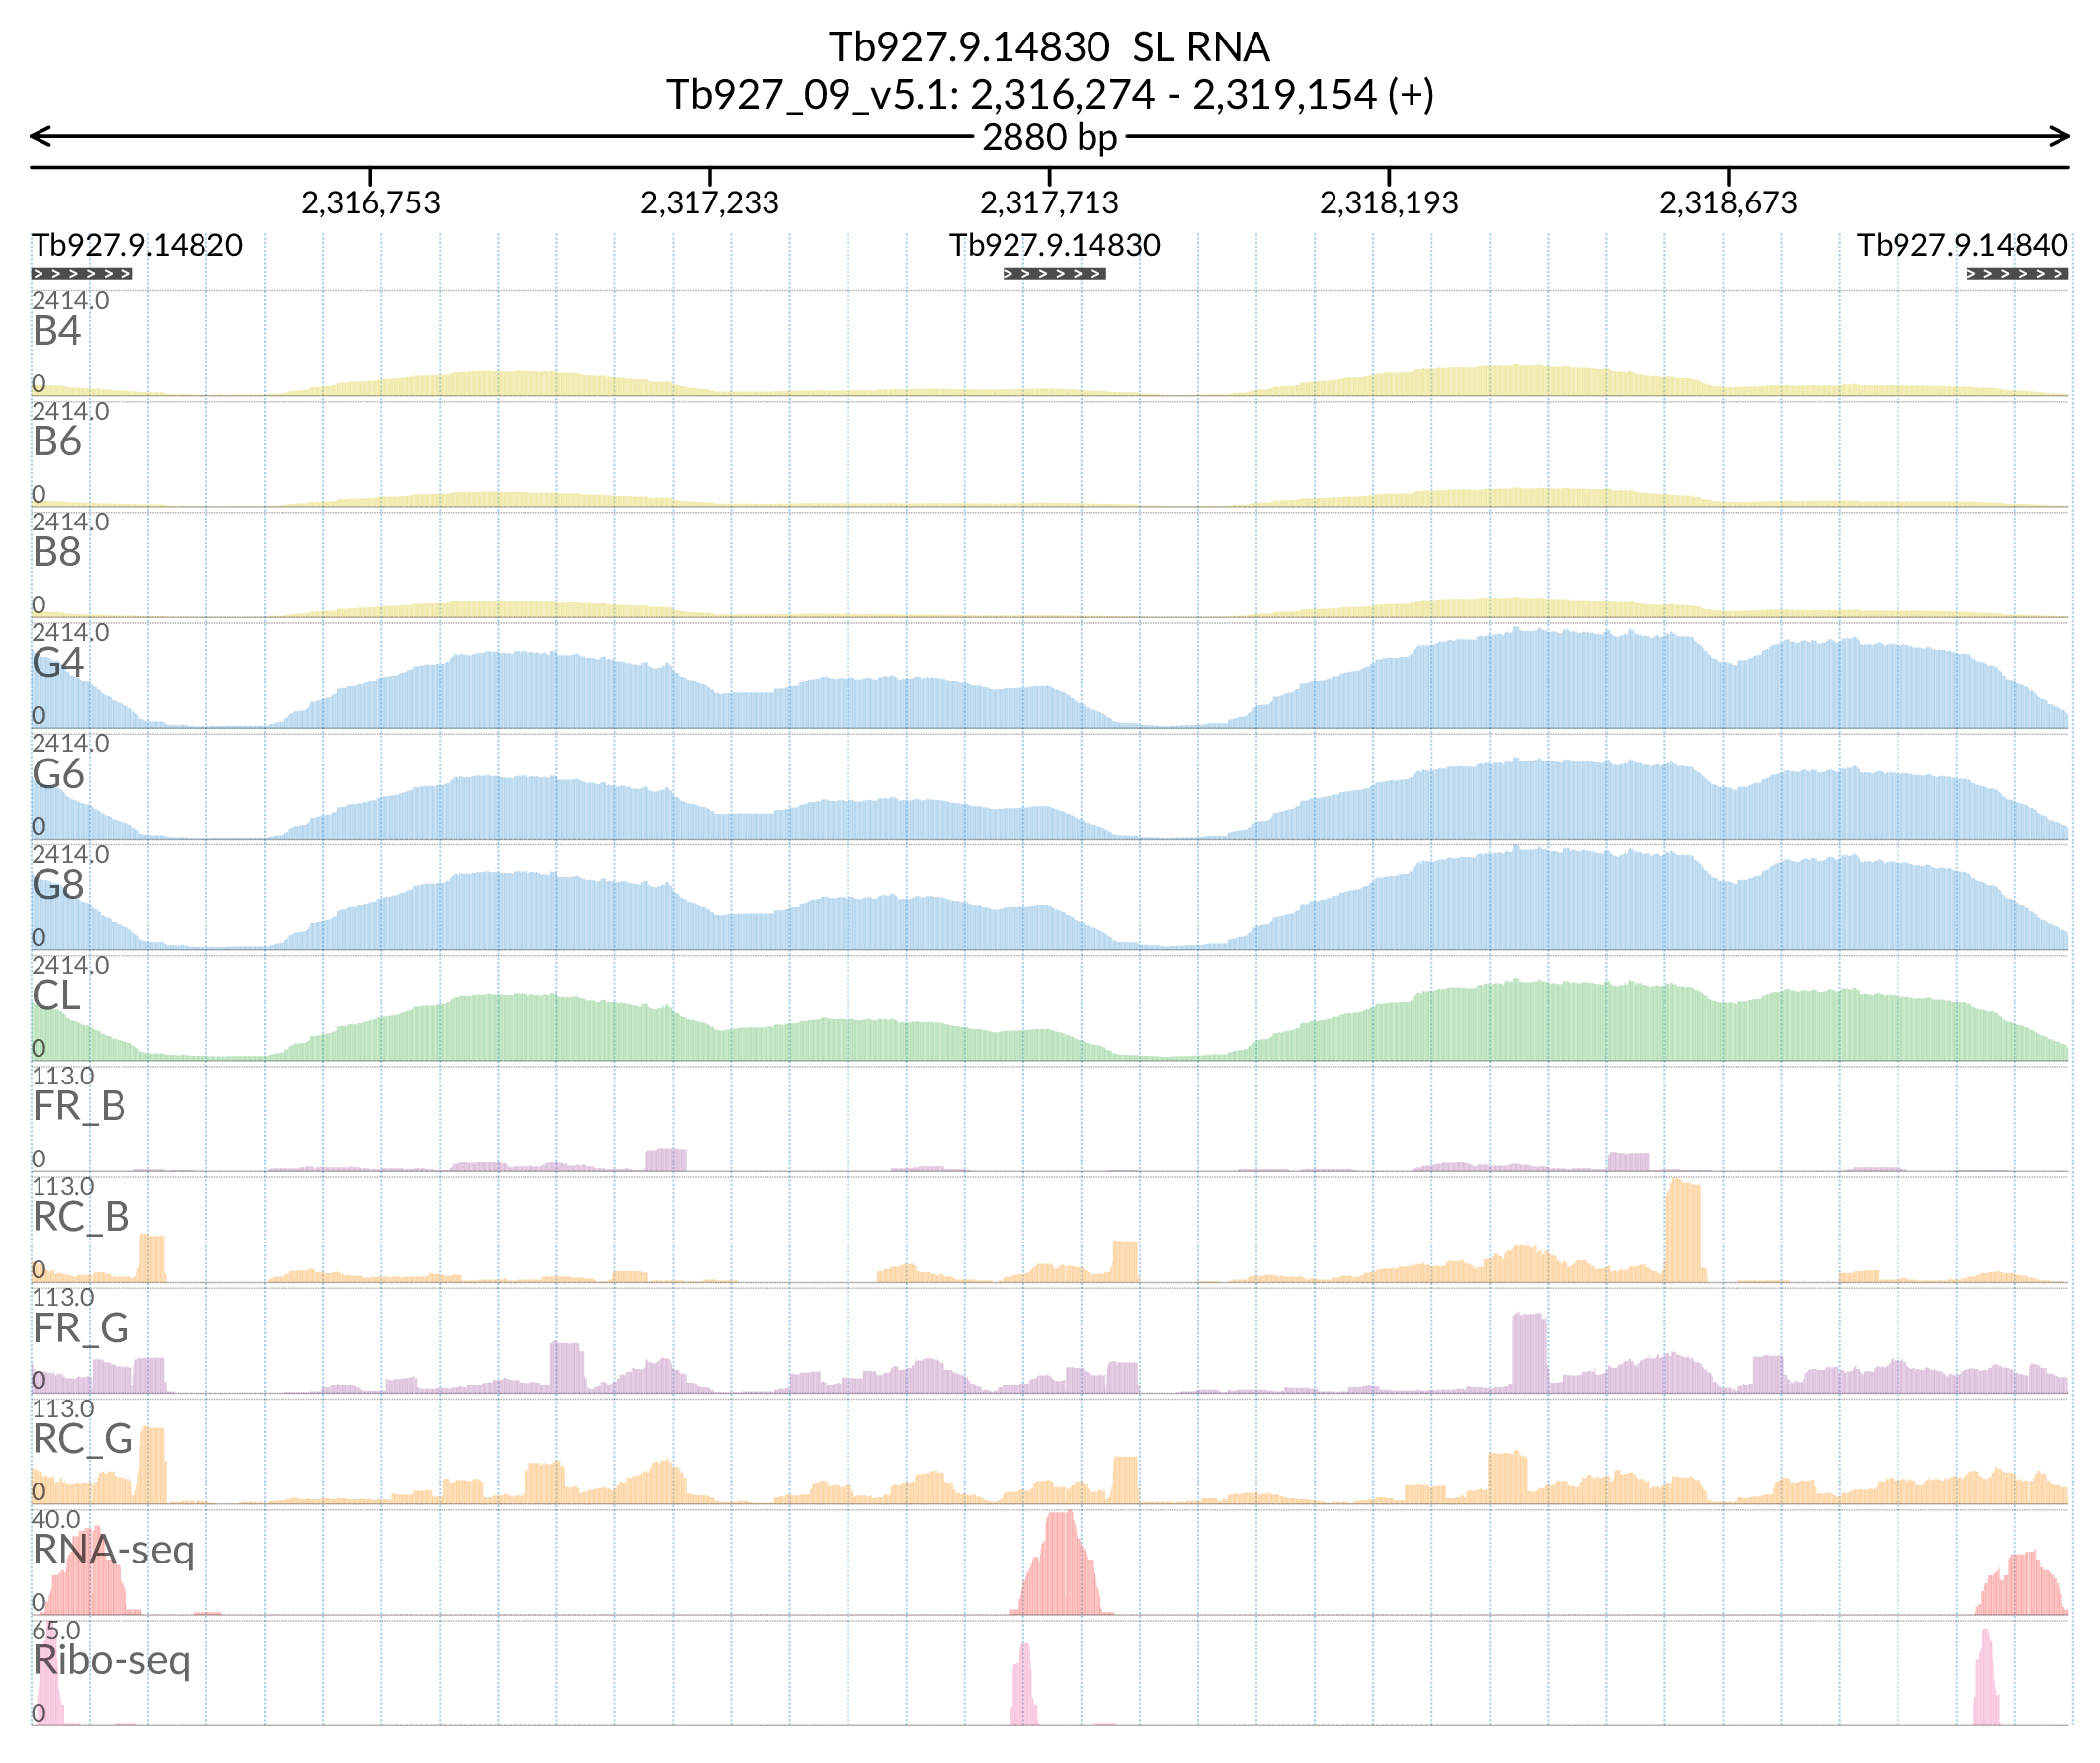 Tb927.9.14830 SL RNA
Tb927_09_v5.1: 2,316,274 - 2,319,154 (+)
2880 bp
2,316,753 2,317,233 2,317,713 2,318,193 2,318,673
Tb927.9.14820 Tb927.9.14830 Tb927.9.14840
2414.0
B4
0
2414.0
B6
0
2414.0
B8
0
2414.0
G4
0
2414.0
G6
0
2414.0
G8
0
2414.0
CL
0
113.0
FR_B
0
113.0
RC_B
0
113.0
FR_G
0
113.0
RC_G
0
40.0
RNA-seq
0
65.0
Ribo-seq
0